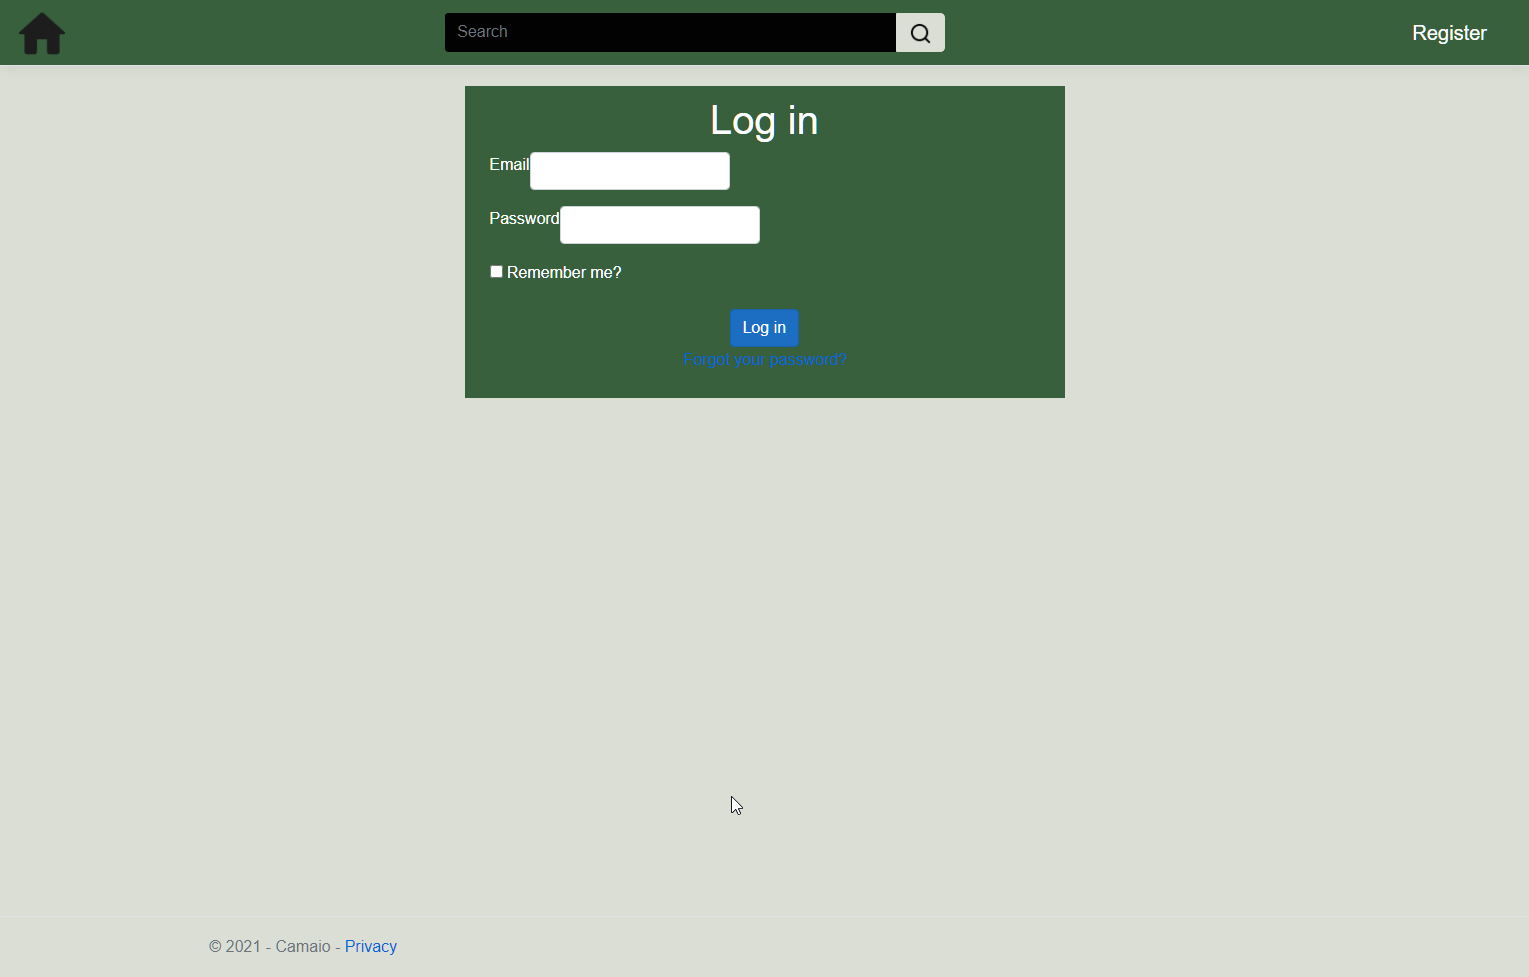 Search
Register
Log in
Email
Password
Remember me?
Log in
Forgot your password?
© 2021 - Camaio - Privacy